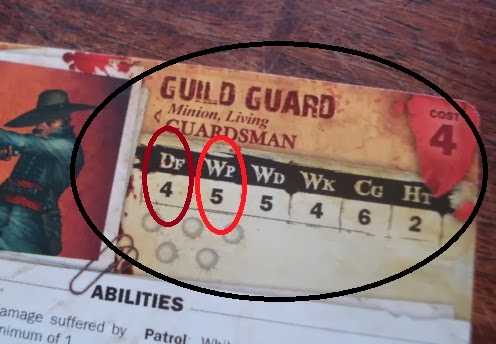 GUILD GUARD
COST
4
Minion, Living
GUARDSMAN
DF WP WD WK CG HT
4 5 5 4 6 2
ABILITIES
amage suffered by
nimum of 1
Patrol: